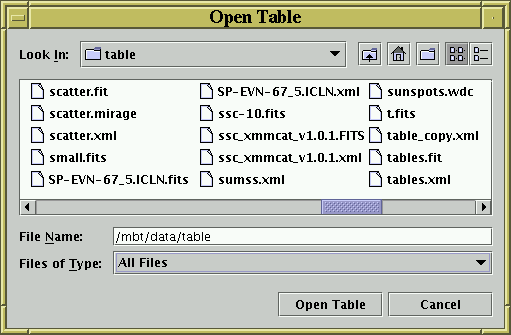 Open Table
Look In: table
scatter.fit
scatter.mirage
scatter.xml
small.fits
SP-EVN-67_5.ICLN.fits
SP-EVN-67_5.ICLN.xml
ssc-10.fits
ssc_xmmcat_v1.0.1.FITS
ssc_xmmcat_v1.0.1.xml
sumss.xml
sunspots.wdc
t.fits
table_copy.xml
tables.fit
tables.xml
File Name: /mbt/data/table
Files of Type: All Files
Open Table Cancel